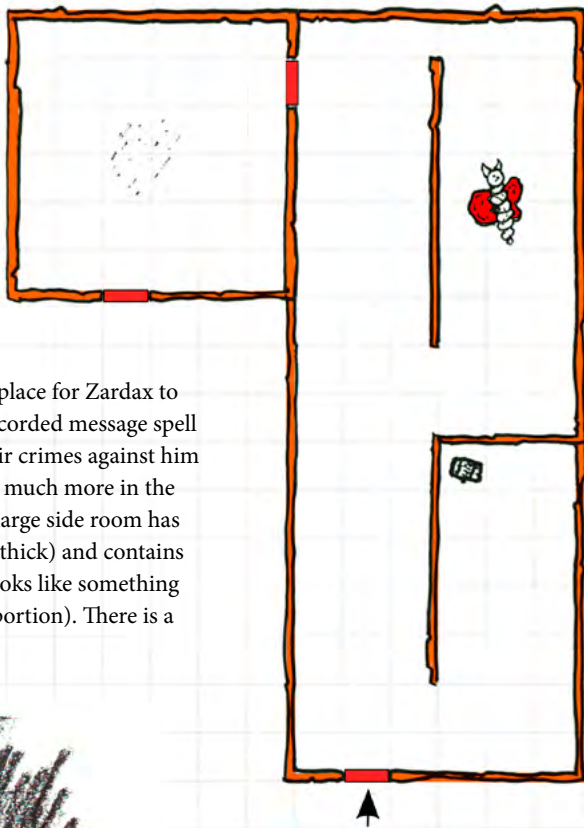 place for Zardax to
corded message spell
ir crimes against him
much more in the
arge side room has
thick) and contains
oks like something
portion). There is a